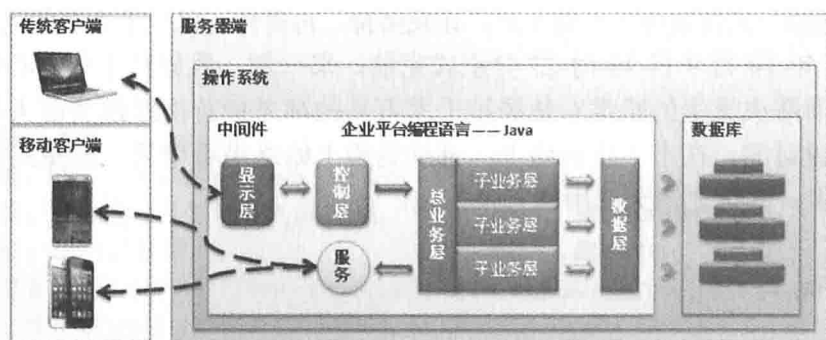 传统客户端
服务器端
操作系统
移动客户端
中间件
企业平台编程语言——Java
数据库
显示层
控制层
总业务层
子业务层
子业务层
子业务层
数据层
服务